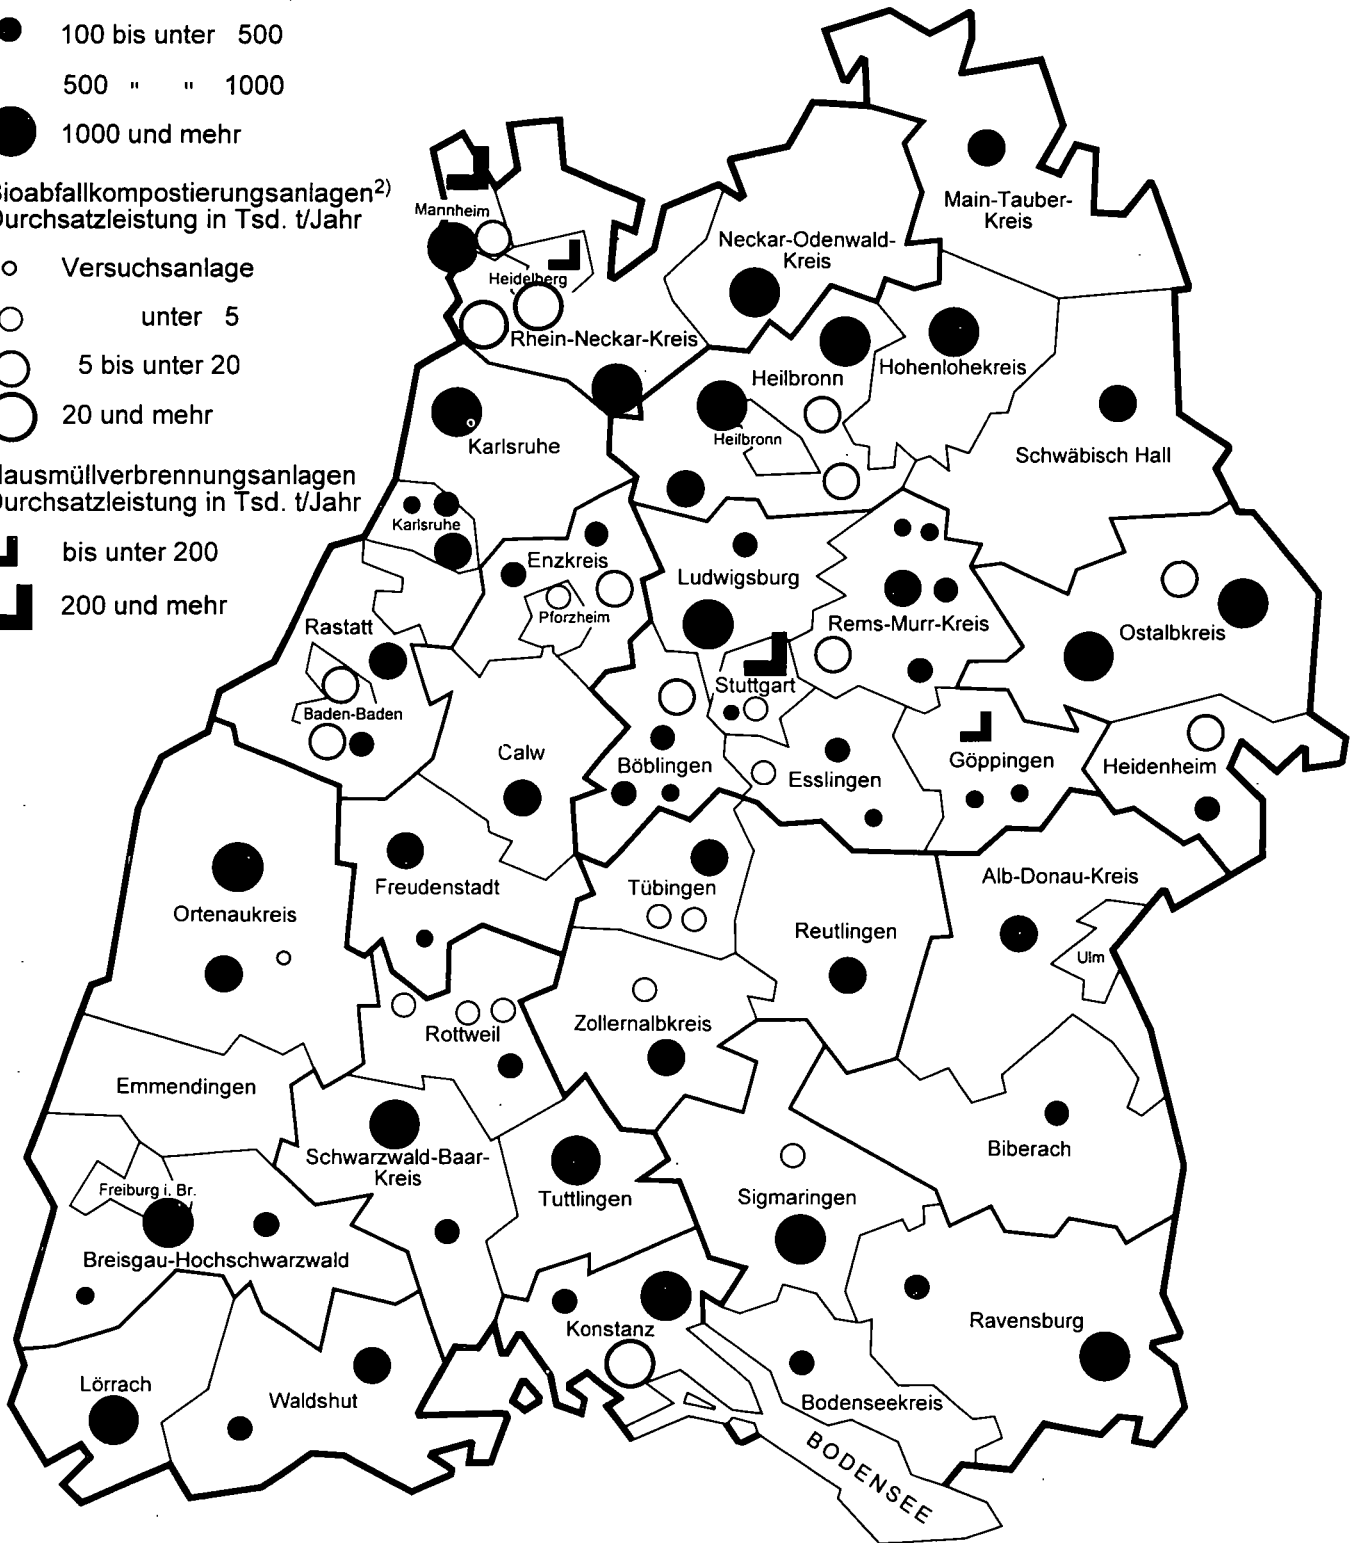 100 bis unter 500
500 " " 1000
1000 und mehr
ioabfallkompostierungsanlagen2)
urchsatzleistung in Tsd. t/Jahr
Versuchsanlage
unter 5
5 bis unter 20
20 und mehr
ausmüllverbrennungsanlagen
urchsatzleistung in Tsd. t/Jahr
bis unter 200
200 und mehr
Main-Tauber-
Kreis
Mannheim
Neckar-Odenwald-
Kreis
Heidelberg
Rhein-Neckar-Kreis
Hohenlohekreis
Heilbronn
Heilbronn
Karlsruhe
Schwäbisch Hall
Karlsruhe
Enzkreis
Ludwigsburg
Pforzheim
Rems-Murr-Kreis
Rastatt
Ostalbkreis
Stuttgart
Baden-Baden
Calw
Böblingen
Esslingen
Göppingen
Heidenheim
Freudenstadt
Tübingen
Alb-Donau-Kreis
Ortenaukreis
Reutlingen
Ulm
Rottweil
Zollernalbkreis
Emmendingen
Biberach
Schwarzwald-Baar-
Kreis
Freiburg i. Br.
Tuttlingen
Sigmaringen
Breisgau-Hochschwarzwald
Konstanz
Ravensburg
Lörrach
Waldshut
Bodenseekreis
BODENSEE